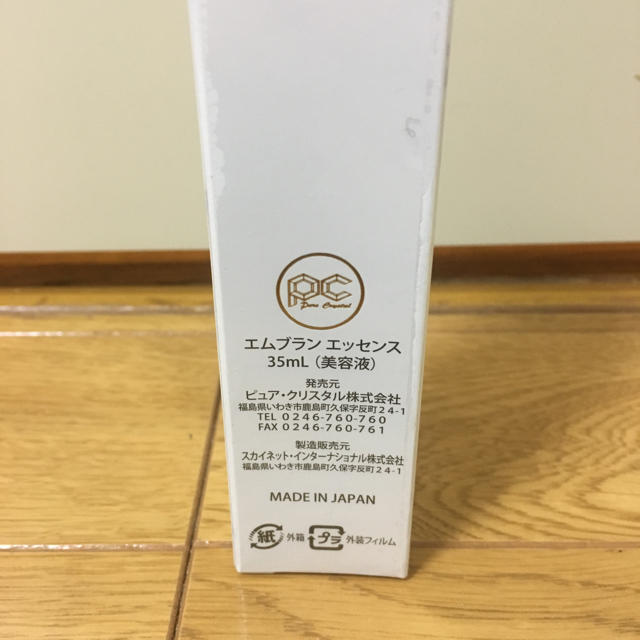 PC
Pure Crystal
エムブラン エッセンス
35mL（美容液）
発売元
ピュア・クリスタル株式会社
福島県いわき市鹿島町久保字反町24-1
TEL 0246-760-760
FAX 0246-760-761
製造販売元
スカイネット・インターナショナル株式会社
福島県いわき市鹿島町久保字反町24-1
MADE IN JAPAN
紙 外箱 プラ 外装フィルム